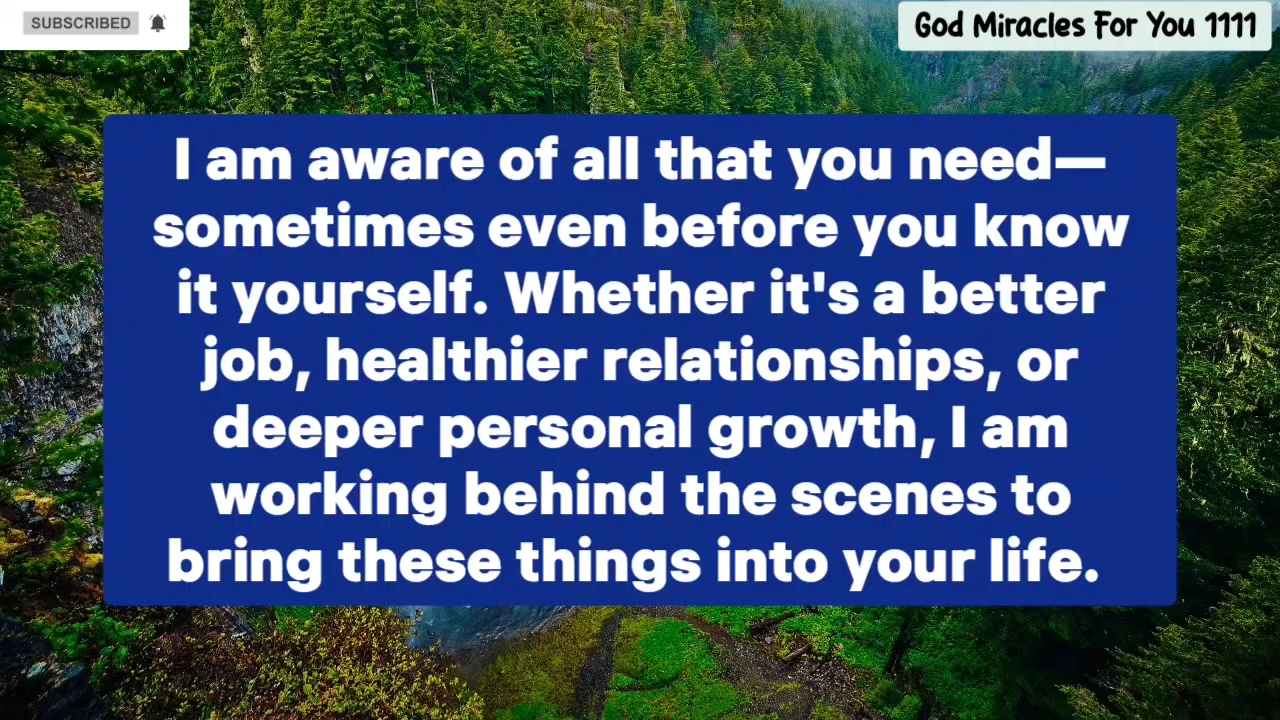 SUBSCRIBED
God Miracles For You 1111
I am aware of all that you need—
sometimes even before you know
it yourself. Whether it's a better
job, healthier relationships, or
deeper personal growth, I am
working behind the scenes to
bring these things into your life.